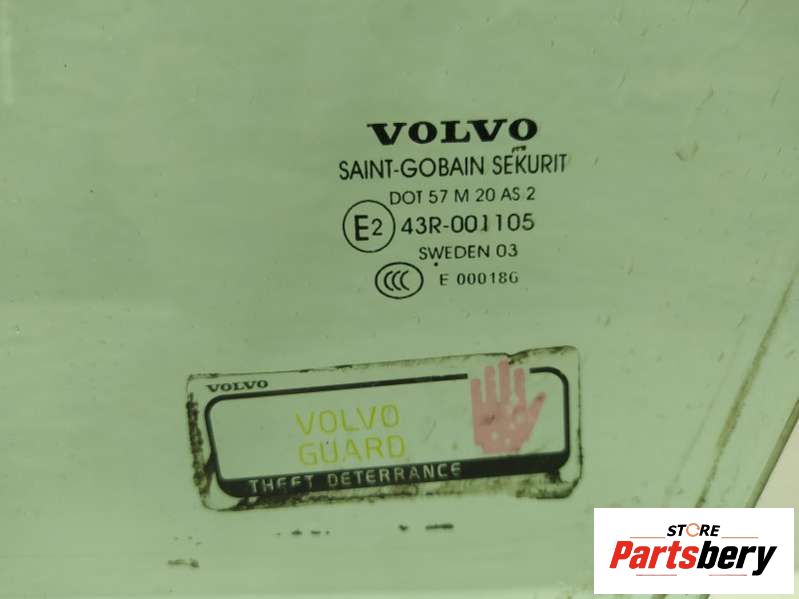 VOLVO
SAINT-GOBAIN SEKURIT
DOT 57 M 20 AS 2
E2 43R-001105
SWEDEN 03
CCC E 000186
VOLVO
VOLVO
GUARD
THEFT DETERRANCE
STORE
Partsbery